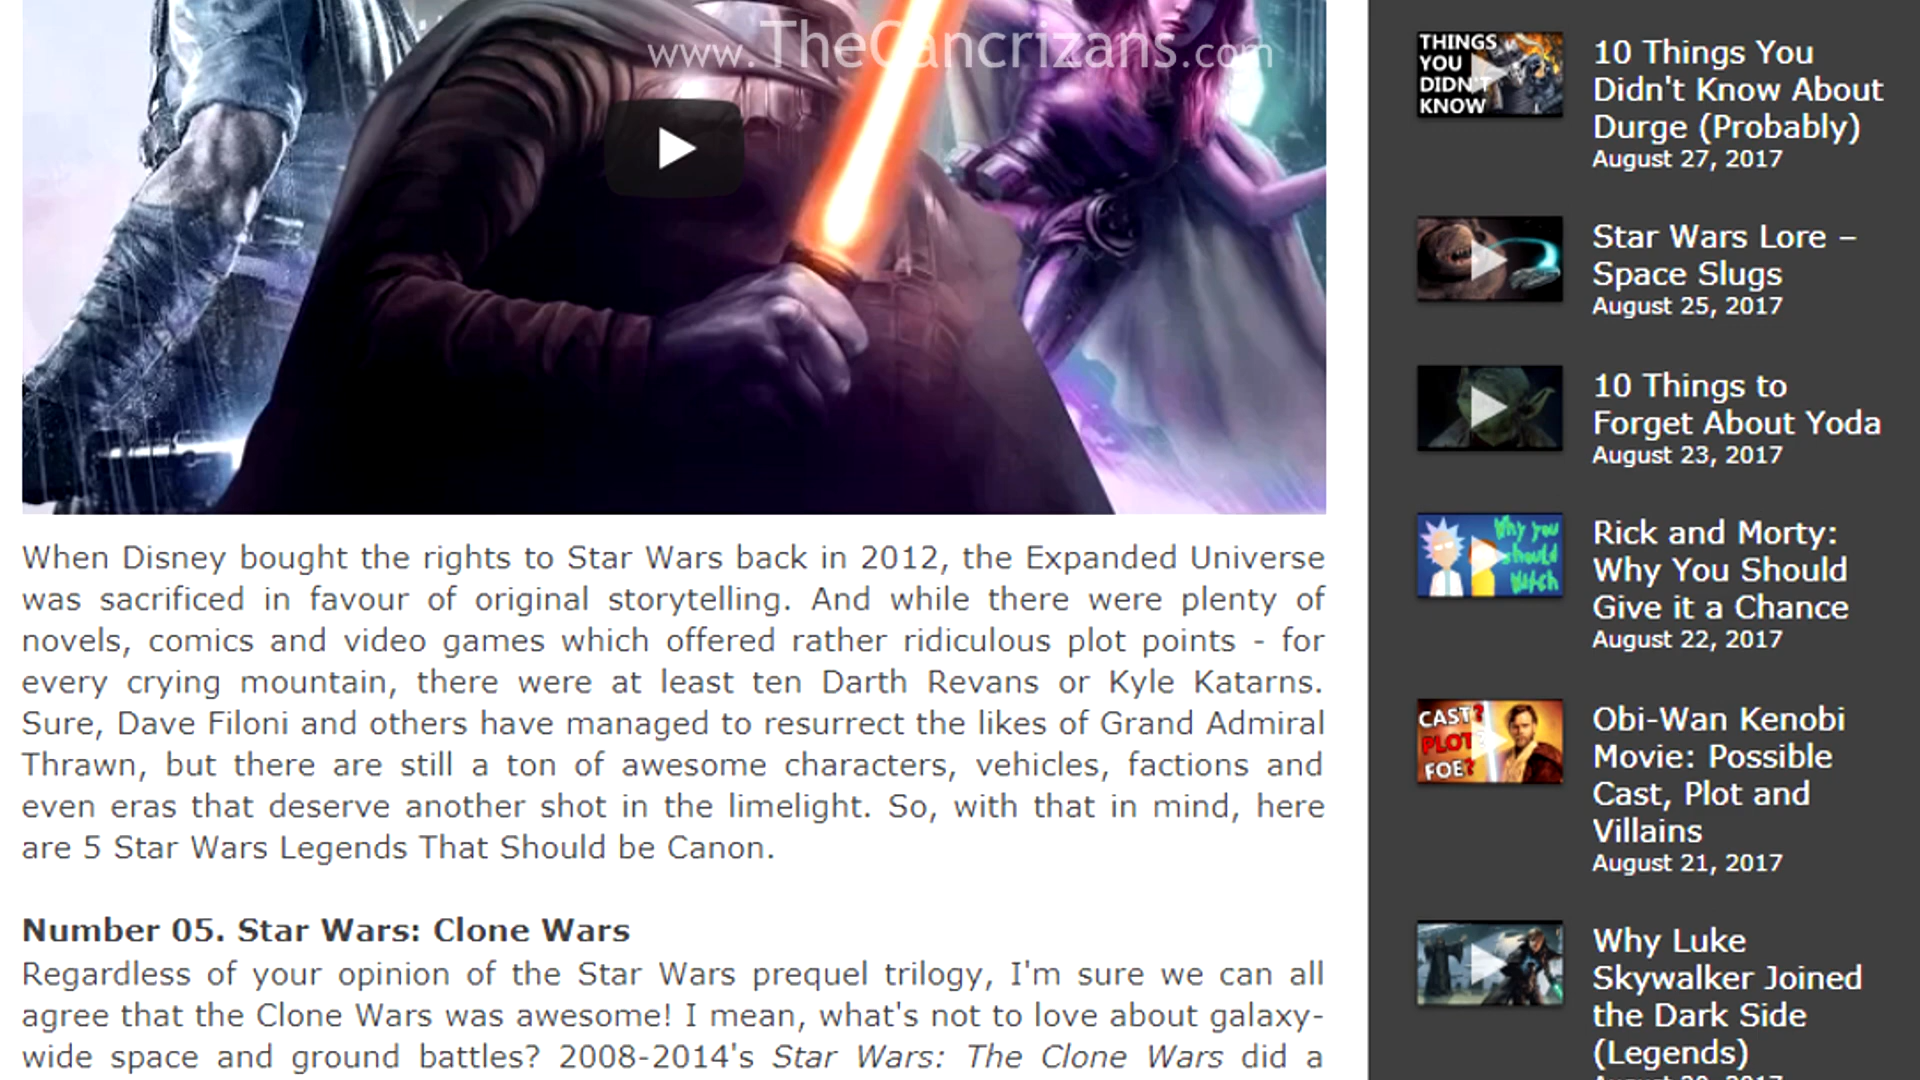 www.TheCancrizans.com
When Disney bought the rights to Star Wars back in 2012, the Expanded Universe
was sacrificed in favour of original storytelling. And while there were plenty of
novels, comics and video games which offered rather ridiculous plot points - for
every crying mountain, there were at least ten Darth Revans or Kyle Katarns.
Sure, Dave Filoni and others have managed to resurrect the likes of Grand Admiral
Thrawn, but there are still a ton of awesome characters, vehicles, factions and
even eras that deserve another shot in the limelight. So, with that in mind, here
are 5 Star Wars Legends That Should be Canon.
Number 05. Star Wars: Clone Wars
Regardless of your opinion of the Star Wars prequel trilogy, I'm sure we can all
agree that the Clone Wars was awesome! I mean, what's not to love about galaxy-
wide space and ground battles? 2008-2014's Star Wars: The Clone Wars did a
THINGS
YOU
DIDN'T
KNOW
10 Things You
Didn't Know About
Durge (Probably)
August 27, 2017
Star Wars Lore –
Space Slugs
August 25, 2017
10 Things to
Forget About Yoda
August 23, 2017
Why you
should
Watch
Rick and Morty:
Why You Should
Give it a Chance
August 22, 2017
CAST?
PLOT
FOE?
Obi-Wan Kenobi
Movie: Possible
Cast, Plot and
Villains
August 21, 2017
Why Luke
Skywalker Joined
the Dark Side
(Legends)